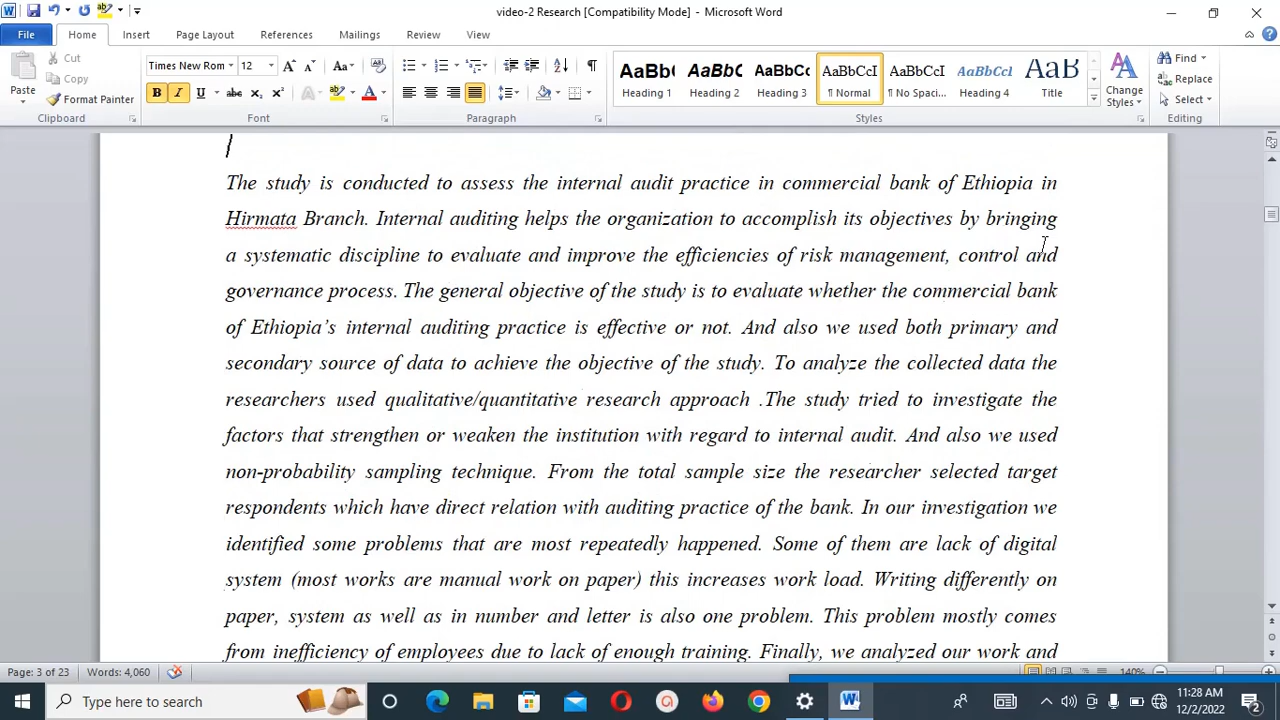 video-2 Research [Compatibility Mode] - Microsoft Word
File Home Insert Page Layout References Mailings Review View
Cut
Copy
Format Painter
Paste
Clipboard
Times New Rom 12
Font
Paragraph
AaBbC Heading 1
AaBbC Heading 2
AaBbCc Heading 3
AaBbCcI ¶ Normal
AaBbCcI ¶ No Spaci...
AaBbCcI Heading 4
AaB Title
Change Styles
Styles
Find
Replace
Select
Editing
The study is conducted to assess the internal audit practice in commercial bank of Ethiopia in
Hirmata Branch. Internal auditing helps the organization to accomplish its objectives by bringing
a systematic discipline to evaluate and improve the efficiencies of risk management, control and
governance process. The general objective of the study is to evaluate whether the commercial bank
of Ethiopia’s internal auditing practice is effective or not. And also we used both primary and
secondary source of data to achieve the objective of the study. To analyze the collected data the
researchers used qualitative/quantitative research approach .The study tried to investigate the
factors that strengthen or weaken the institution with regard to internal audit. And also we used
non-probability sampling technique. From the total sample size the researcher selected target
respondents which have direct relation with auditing practice of the bank. In our investigation we
identified some problems that are most repeatedly happened. Some of them are lack of digital
system (most works are manual work on paper) this increases work load. Writing differently on
paper, system as well as in number and letter is also one problem. This problem mostly comes
from inefficiency of employees due to lack of enough training. Finally, we analyzed our work and
Page: 3 of 23 Words: 4,060 140%
Type here to search
11:28 AM
12/2/2022
2